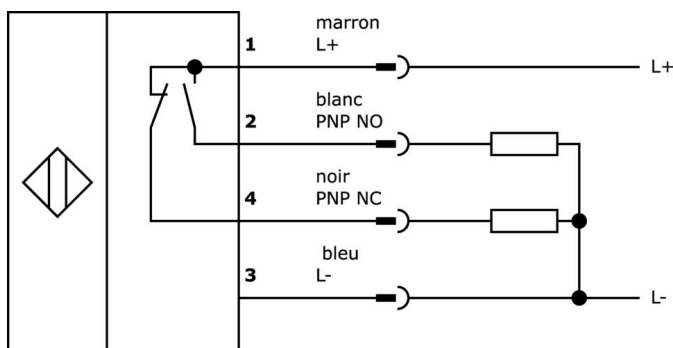 marron
1 L+
L+
blanc
2 PNP NO
noir
4 PNP NC
bleu
3 L-
L-